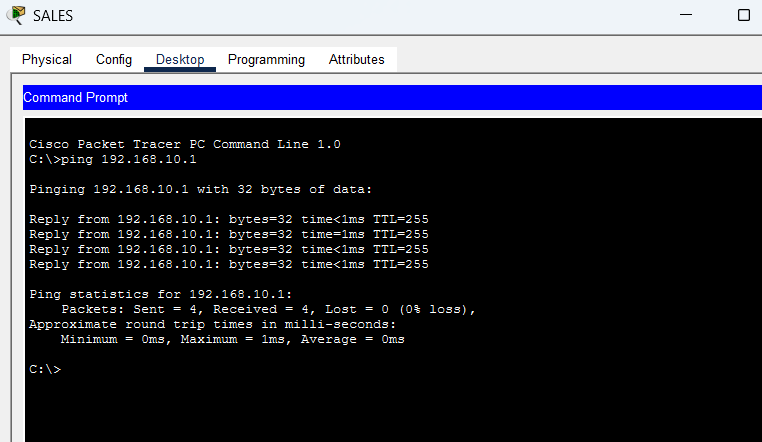 SALES
Physical Config Desktop Programming Attributes
Command Prompt
Cisco Packet Tracer PC Command Line 1.0
C:\>ping 192.168.10.1
Pinging 192.168.10.1 with 32 bytes of data:
Reply from 192.168.10.1: bytes=32 time<1ms TTL=255
Reply from 192.168.10.1: bytes=32 time=1ms TTL=255
Reply from 192.168.10.1: bytes=32 time<1ms TTL=255
Reply from 192.168.10.1: bytes=32 time<1ms TTL=255
Ping statistics for 192.168.10.1:
    Packets: Sent = 4, Received = 4, Lost = 0 (0% loss),
Approximate round trip times in milli-seconds:
    Minimum = 0ms, Maximum = 1ms, Average = 0ms
C:\>